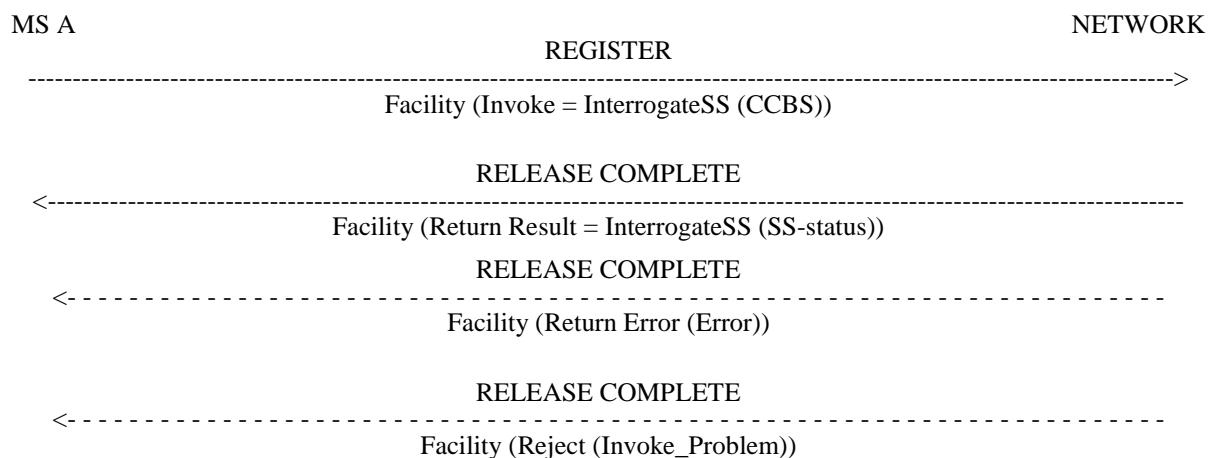 MS A NETWORK
REGISTER
------------------------------------------------------------------------------------------------------------------------------------>
Facility (Invoke = InterrogateSS (CCBS))
RELEASE COMPLETE
<------------------------------------------------------------------------------------------------------------------------------------
Facility (Return Result = InterrogateSS (SS-status))
RELEASE COMPLETE
<- - - - - - - - - - - - - - - - - - - - - - - - - - - - - - - - - - - - - - - - - - - - - - - - - - - - - - - - - - - - - - - - - - - - - - - -
Facility (Return Error (Error))
RELEASE COMPLETE
<- - - - - - - - - - - - - - - - - - - - - - - - - - - - - - - - - - - - - - - - - - - - - - - - - - - - - - - - - - - - - - - - - - - - - - - -
Facility (Reject (Invoke_Problem))